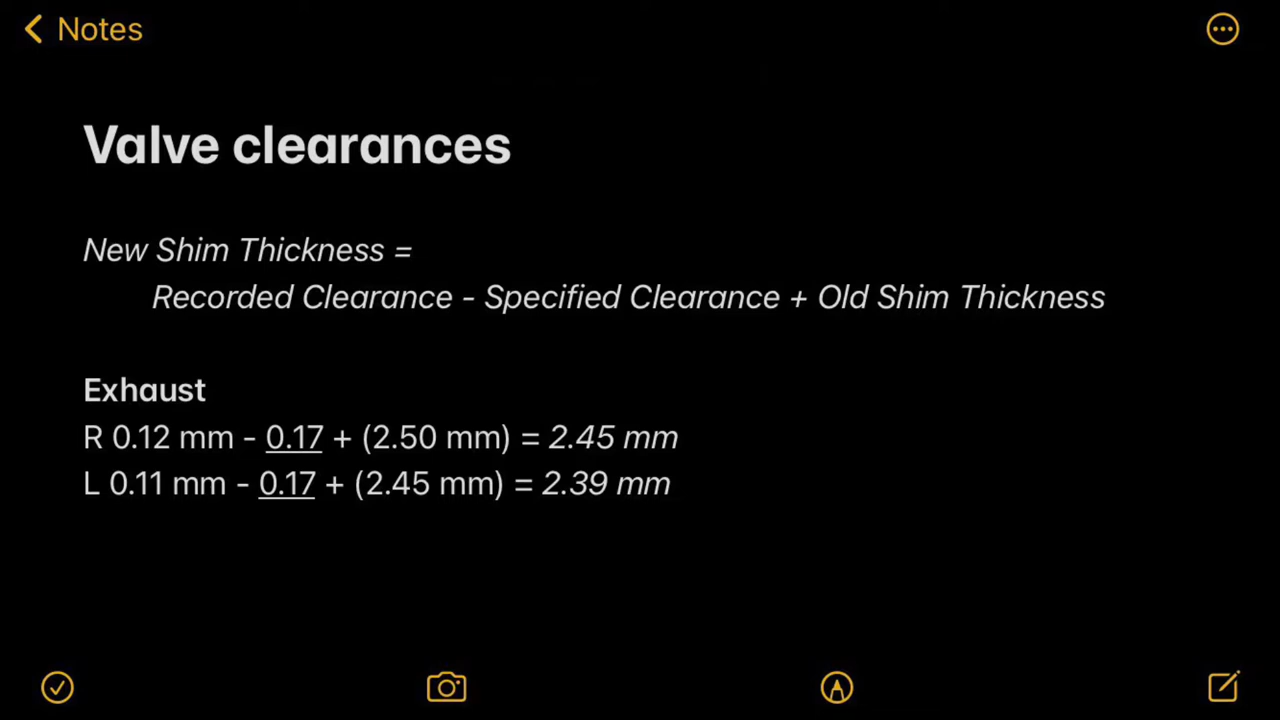 Notes
Valve clearances
New Shim Thickness =
Recorded Clearance - Specified Clearance + Old Shim Thickness
Exhaust
R 0.12 mm - 0.17 + (2.50 mm) = 2.45 mm
L 0.11 mm - 0.17 + (2.45 mm) = 2.39 mm